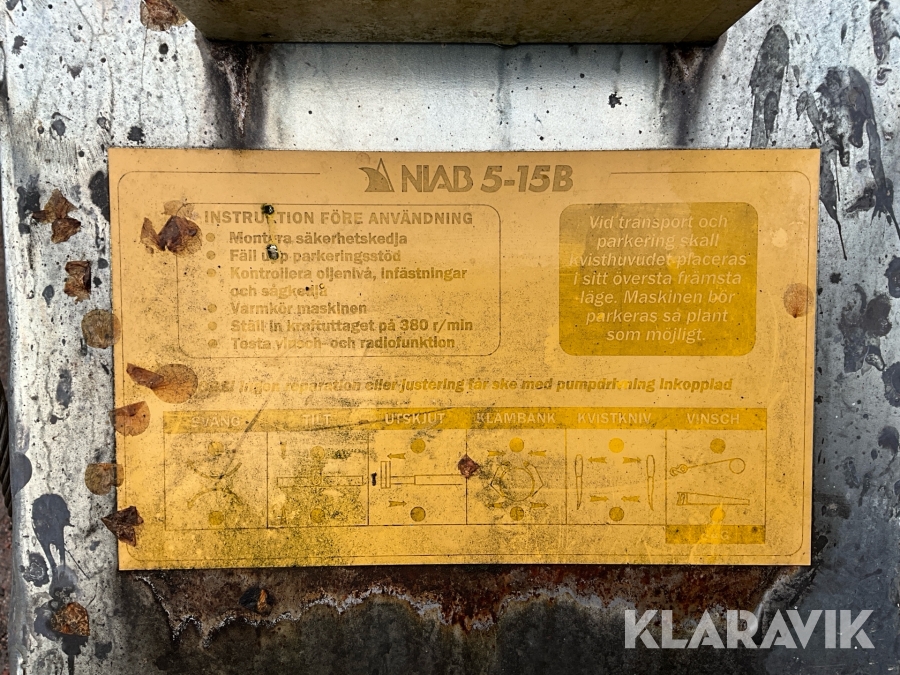 NIAB 5-15B
INSTRUKTION FÖRE ANVÄNDNING
Montera säkerhetskedja
Fäll upp parkeringsstöd
Kontrollera oljenivå, infästningar
och sågkedja
Varmkör maskinen
Ställ in kraftuttaget på 380 r/min
Testa vinsch- och radiofunktion
Vid transport och
parkering skall
kvisthuvudet placeras
i sitt översta främsta
läge. Maskinen bör
parkeras så plant
som möjligt.
reparation eller justering får ske med pumpdrivning inkopplad
SVÄNG TILT UTSKJUT KLAMBANK KVISTKNIV VINSCH
KLARAVIK